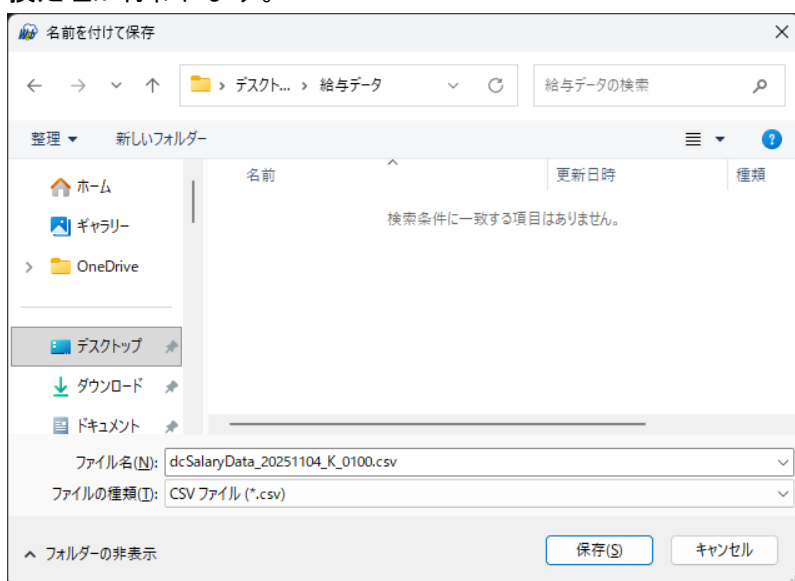 名前を付けて保存
デスクト... › 給与データ
給与データの検索
整理 新しいフォルダー
名前 更新日時 種類
ホーム
検索条件に一致する項目はありません。
ギャラリー
OneDrive
デスクトップ
ダウンロード
ドキュメント
ファイル名(N): dcSalaryData_20251104_K_0100.csv
ファイルの種類(T): CSV ファイル (*.csv)
フォルダーの非表示 保存(S) キャンセル